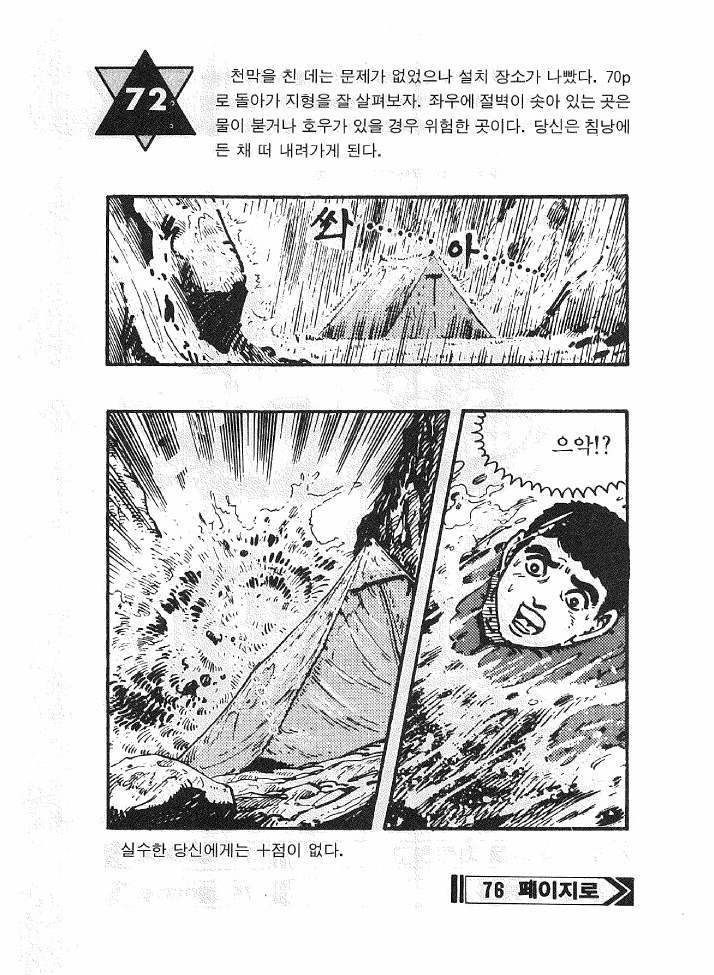 72
천막을 친 데는 문제가 없었으나 설치 장소가 나빴다. 70p
로 돌아가 지형을 잘 살펴보자. 좌우에 절벽이 솟아 있는 곳은
물이 붇거나 호우가 있을 경우 위험한 곳이다. 당신은 침낭에
든 채 떠 내려가게 된다.
쏴······아······
으악!?
실수한 당신에게는 十점이 없다.
76 페이지로